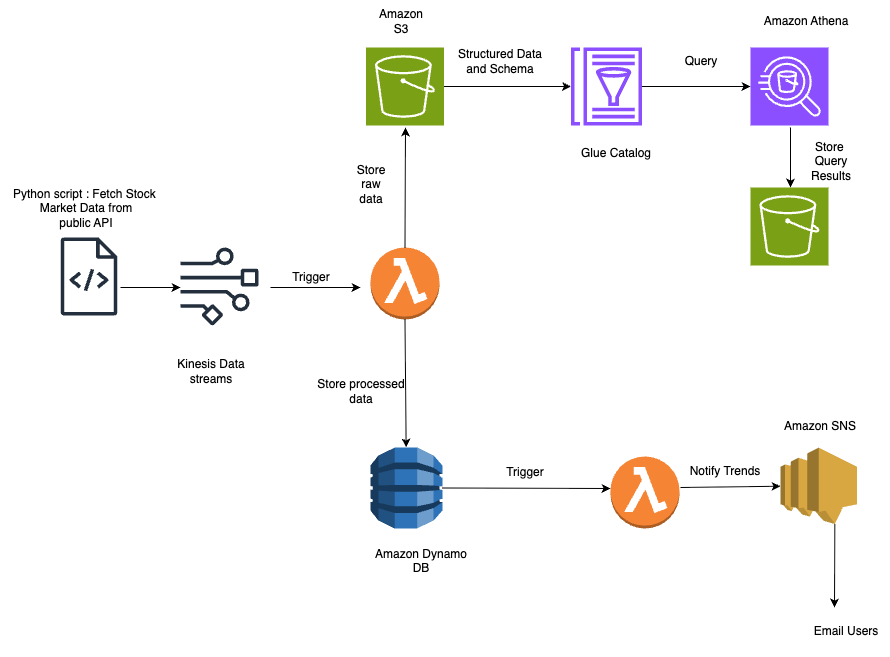 Amazon
S3
Amazon Athena
Structured Data
and Schema
Query
Glue Catalog
Store
Query
Results
Store
raw
data
Python script : Fetch Stock
Market Data from
public API
</>
Trigger
λ
Kinesis Data
streams
Store processed
data
Amazon SNS
Trigger
λ
Notify Trends
Amazon Dynamo
DB
Email Users